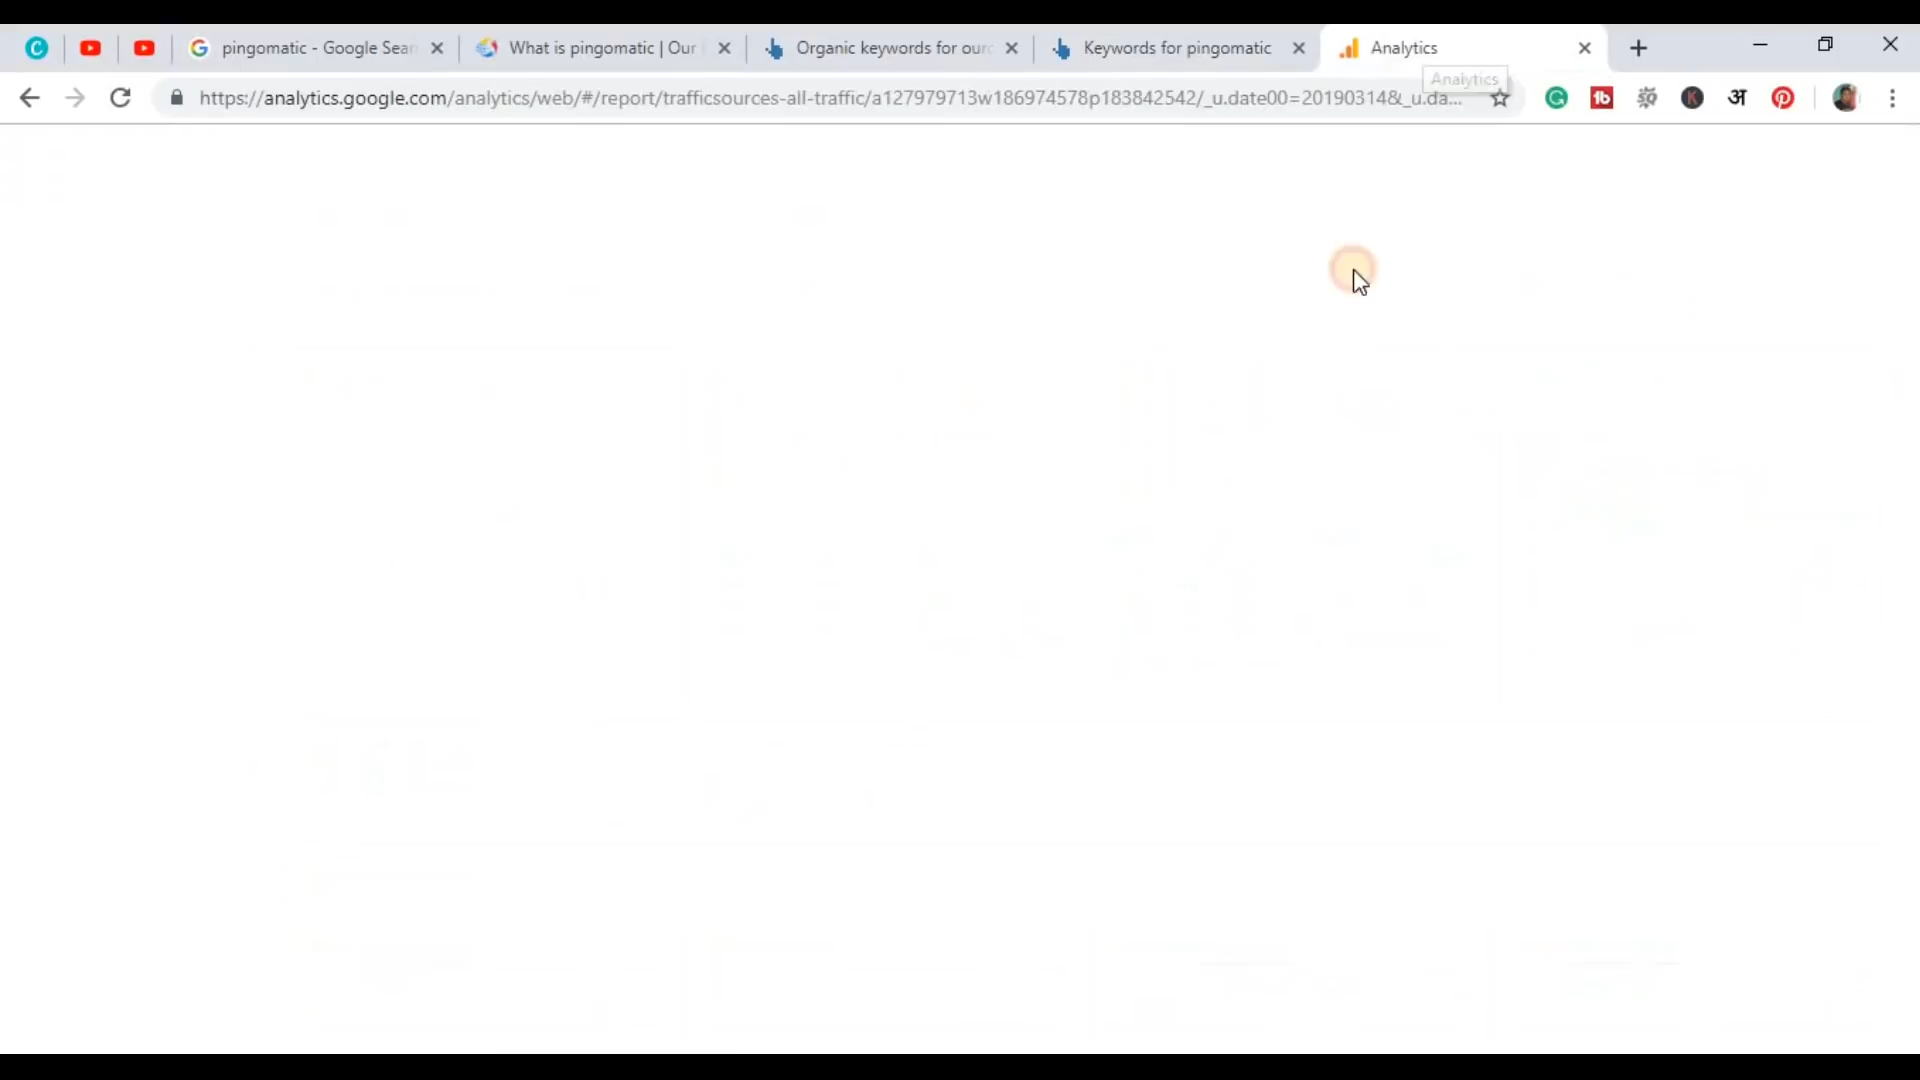 pingomatic - Google Sear
What is pingomatic | Our
Organic keywords for our
Keywords for pingomatic
Analytics
Analytics
https://analytics.google.com/analytics/web/#/report/trafficsources-all-traffic/a127979713w186974578p183842542/_u.date00=20190314&_u.da...
अ